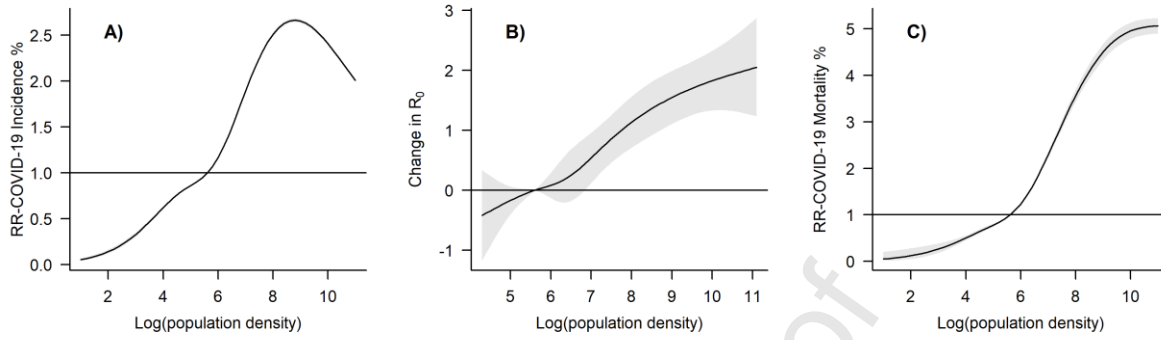 A)
RR-COVID-19 Incidence %
2.5
2.0
1.5
1.0
0.5
0.0
2 4 6 8 10
Log(population density)
B)
Change in R0
3
2
1
0
-1
5 6 7 8 9 10 11
Log(population density)
C)
RR-COVID-19 Mortality %
5
4
3
2
1
0
2 4 6 8 10
Log(population density)
of